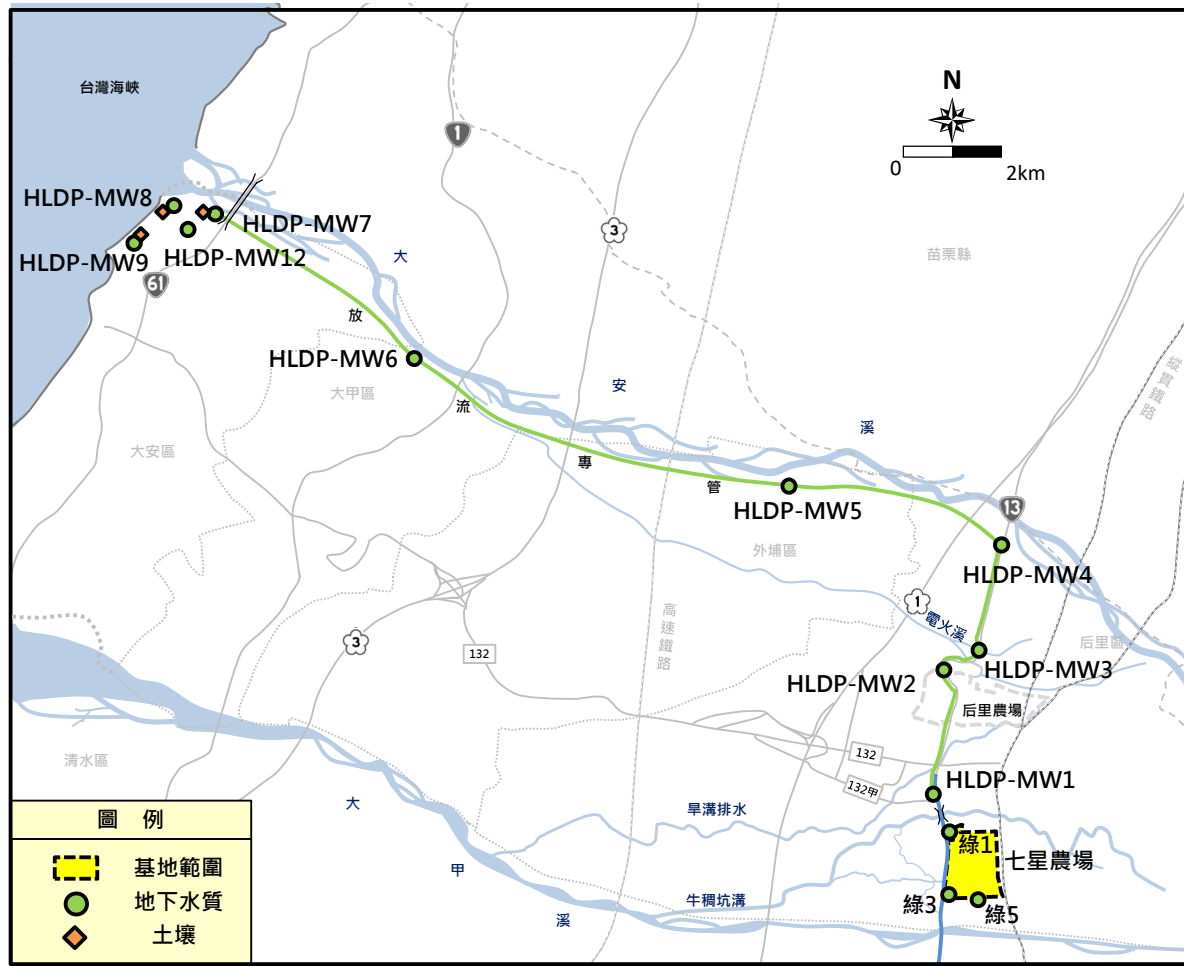 台灣海峽
N
0
2km
1
HLDP-MW8
HLDP-MW7
HLDP-MW9
HLDP-MW12
61
3
大
苗栗縣
放
HLDP-MW6
大甲區
縱貫鐵路
安
流
溪
大安區
專
管
HLDP-MW5
13
外埔區
HLDP-MW4
1
電火溪
高速鐵路
3
132
后里區
HLDP-MW3
HLDP-MW2
后里農場
清水區
132
132甲
HLDP-MW1
大
旱溝排水
圖 例
綠1
七星農場
基地範圍
甲
地下水質
牛稠坑溝
綠3
綠5
溪
土壤